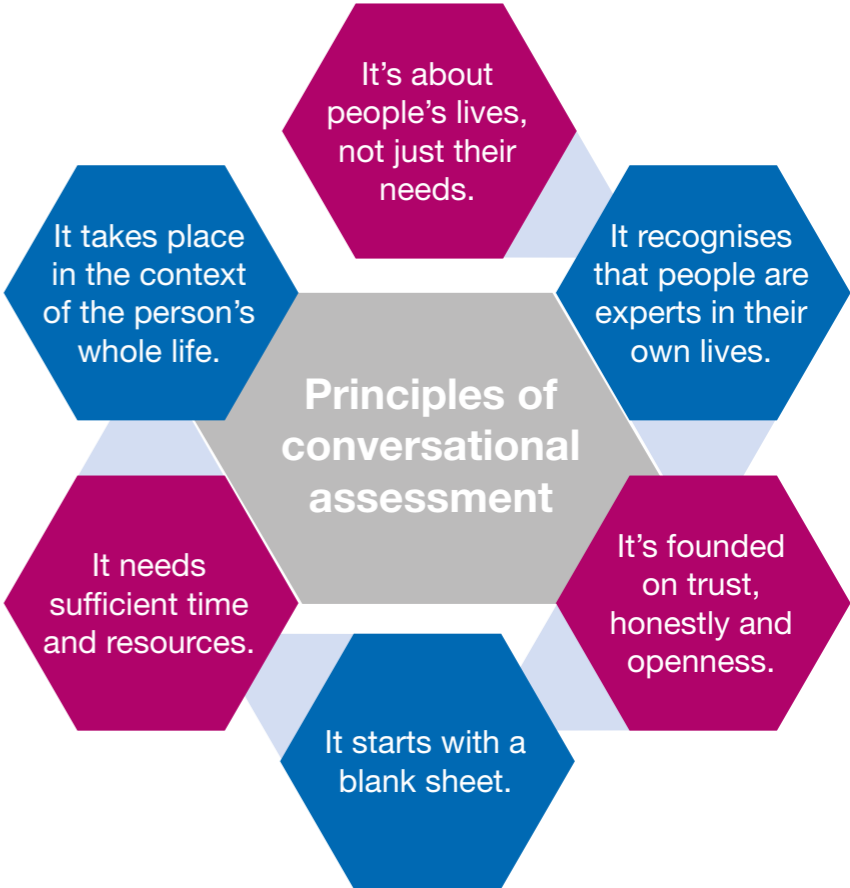 It’s about
people’s lives,
not just their
needs.
It recognises
that people are
experts in their
own lives.
It’s founded
on trust,
honestly and
openness.
It starts with a
blank sheet.
It needs
sufficient time
and resources.
It takes place
in the context
of the person’s
whole life.
Principles of
conversational
assessment